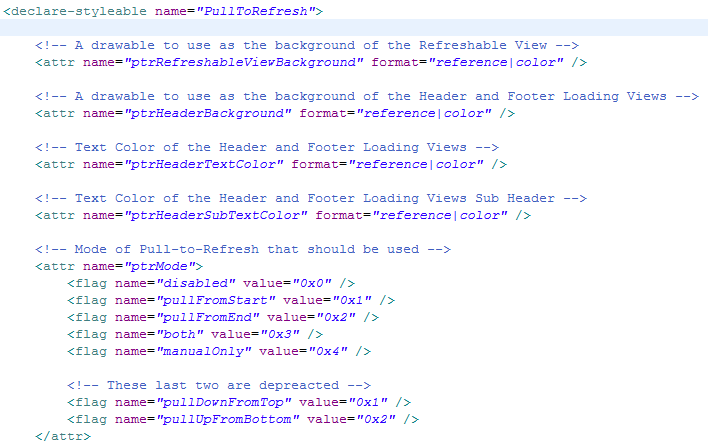 <declare-styleable name="PullToRefresh">
<!-- A drawable to use as the background of the Refreshable View -->
<attr name="ptrRefreshableViewBackground" format="reference|color" />
<!-- A drawable to use as the background of the Header and Footer Loading Views -->
<attr name="ptrHeaderBackground" format="reference|color" />
<!-- Text Color of the Header and Footer Loading Views -->
<attr name="ptrHeaderTextColor" format="reference|color" />
<!-- Text Color of the Header and Footer Loading Views Sub Header -->
<attr name="ptrHeaderSubTextColor" format="reference|color" />
<!-- Mode of Pull-to-Refresh that should be used -->
<attr name="ptrMode">
<flag name="disabled" value="0x0" />
<flag name="pullFromStart" value="0x1" />
<flag name="pullFromEnd" value="0x2" />
<flag name="both" value="0x3" />
<flag name="manualOnly" value="0x4" />
<!-- These last two are depreacted -->
<flag name="pullDownFromTop" value="0x1" />
<flag name="pullUpFromBottom" value="0x2" />
</attr>